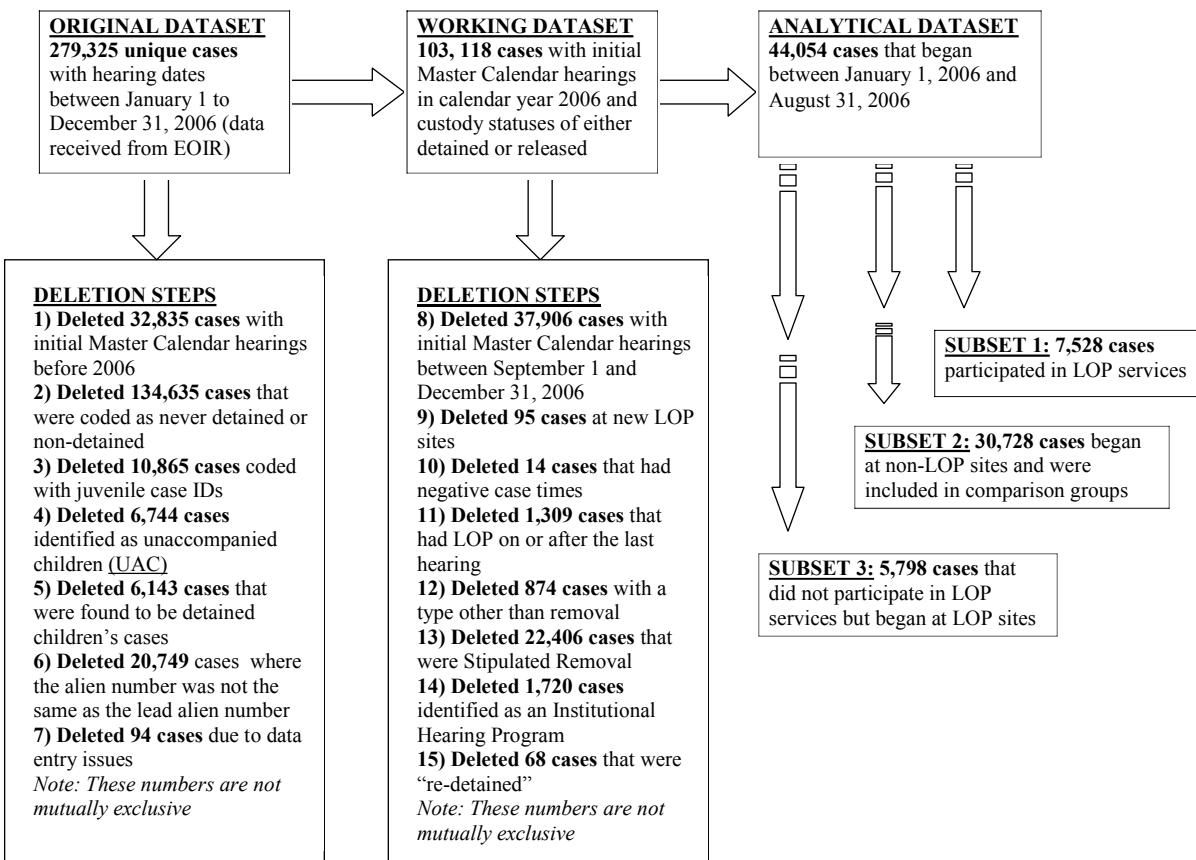 ORIGINAL DATASET
279,325 unique cases
with hearing dates
between January 1 to
December 31, 2006 (data
received from EOIR)
WORKING DATASET
103, 118 cases with initial
Master Calendar hearings
in calendar year 2006 and
custody statuses of either
detained or released
ANALYTICAL DATASET
44,054 cases that began
between January 1, 2006 and
August 31, 2006
DELETION STEPS
1) Deleted 32,835 cases with
initial Master Calendar hearings
before 2006
2) Deleted 134,635 cases that
were coded as never detained or
non-detained
3) Deleted 10,865 cases coded
with juvenile case IDs
4) Deleted 6,744 cases
identified as unaccompanied
children (UAC)
5) Deleted 6,143 cases that
were found to be detained
children's cases
6) Deleted 20,749 cases where
the alien number was not the
same as the lead alien number
7) Deleted 94 cases due to data
entry issues
Note: These numbers are not
mutually exclusive
DELETION STEPS
8) Deleted 37,906 cases with
initial Master Calendar hearings
between September 1 and
December 31, 2006
9) Deleted 95 cases at new LOP
sites
10) Deleted 14 cases that had
negative case times
11) Deleted 1,309 cases that
had LOP on or after the last
hearing
12) Deleted 874 cases with a
type other than removal
13) Deleted 22,406 cases that
were Stipulated Removal
14) Deleted 1,720 cases
identified as an Institutional
Hearing Program
15) Deleted 68 cases that were
"re-detained"
Note: These numbers are not
mutually exclusive
SUBSET 1: 7,528 cases
participated in LOP services
SUBSET 2: 30,728 cases began
at non-LOP sites and were
included in comparison groups
SUBSET 3: 5,798 cases that
did not participate in LOP
services but began at LOP sites